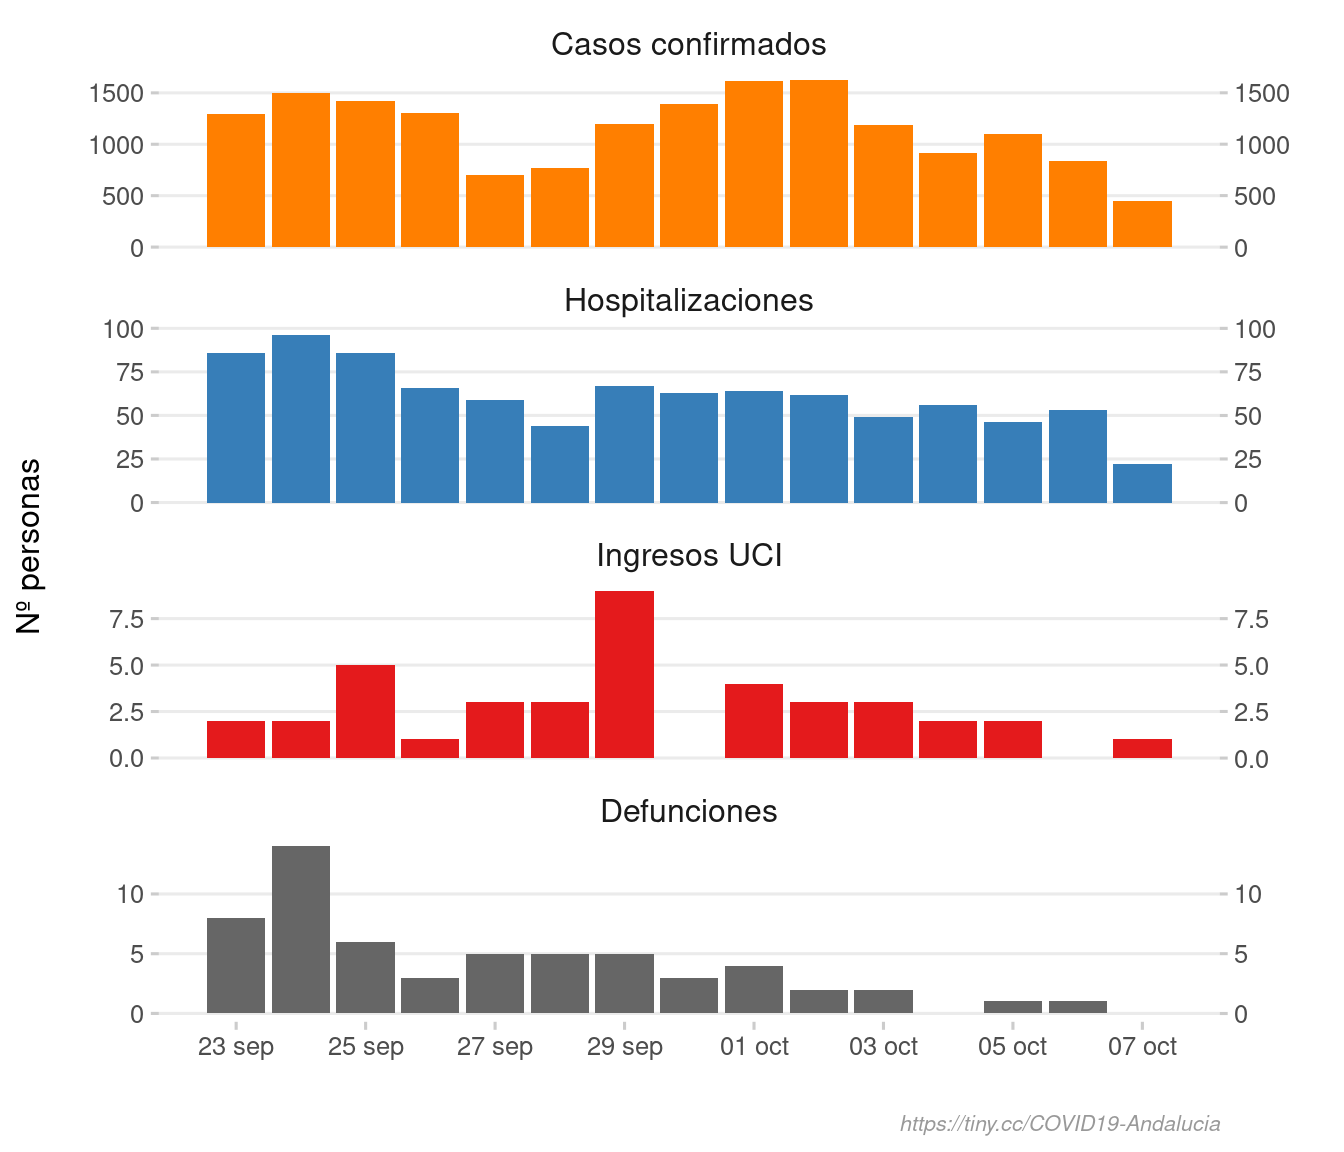 Casos confirmados
1500 1500
1000 1000
500 500
0 0
Hospitalizaciones
100 100
75 75
50 50
25 25
0 0
Nº personas
Ingresos UCI
7.5 7.5
5.0 5.0
2.5 2.5
0.0 0.0
Defunciones
10 10
5 5
0 0
23 sep 25 sep 27 sep 29 sep 01 oct 03 oct 05 oct 07 oct
https://tiny.cc/COVID19-Andalucia